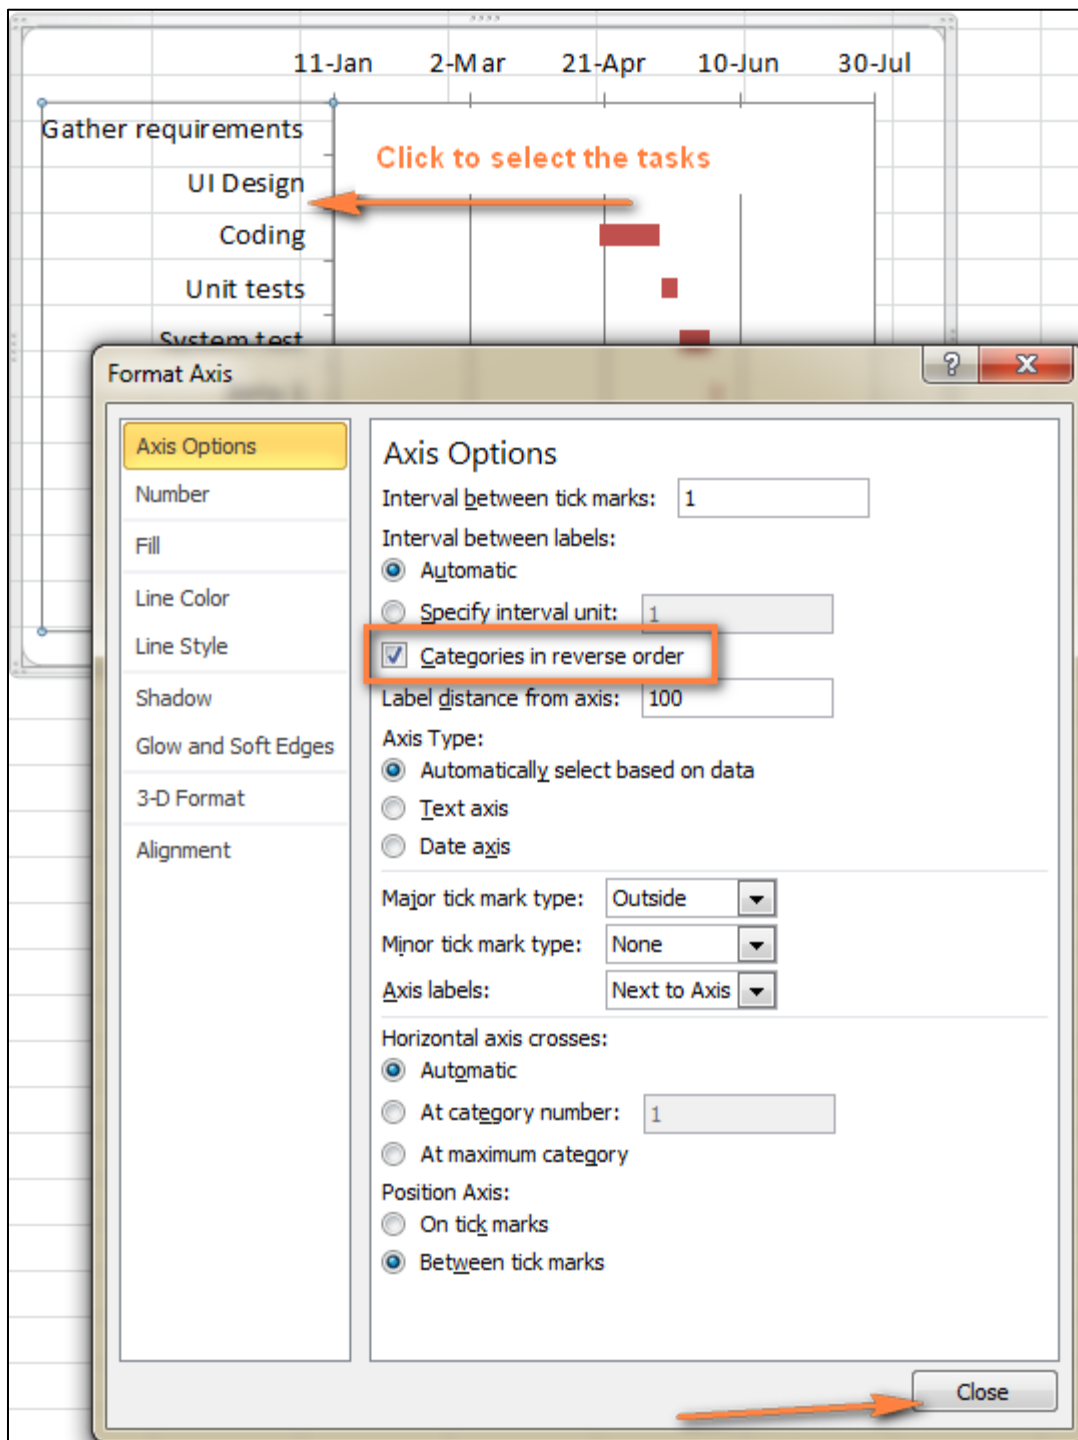 11-Jan 2-Mar 21-Apr 10-Jun 30-Jul
Gather requirements
Click to select the tasks
UI Design
Coding
Unit tests
System test
Format Axis
?
X
Axis Options
Number
Fill
Line Color
Line Style
Shadow
Glow and Soft Edges
3-D Format
Alignment
Axis Options
Interval between tick marks: 1
Interval between labels:
Automatic
Specify interval unit: 1
Categories in reverse order
Label distance from axis: 100
Axis Type:
Automatically select based on data
Text axis
Date axis
Major tick mark type: Outside
Minor tick mark type: None
Axis labels: Next to Axis
Horizontal axis crosses:
Automatic
At category number: 1
At maximum category
Position Axis:
On tick marks
Between tick marks
Close